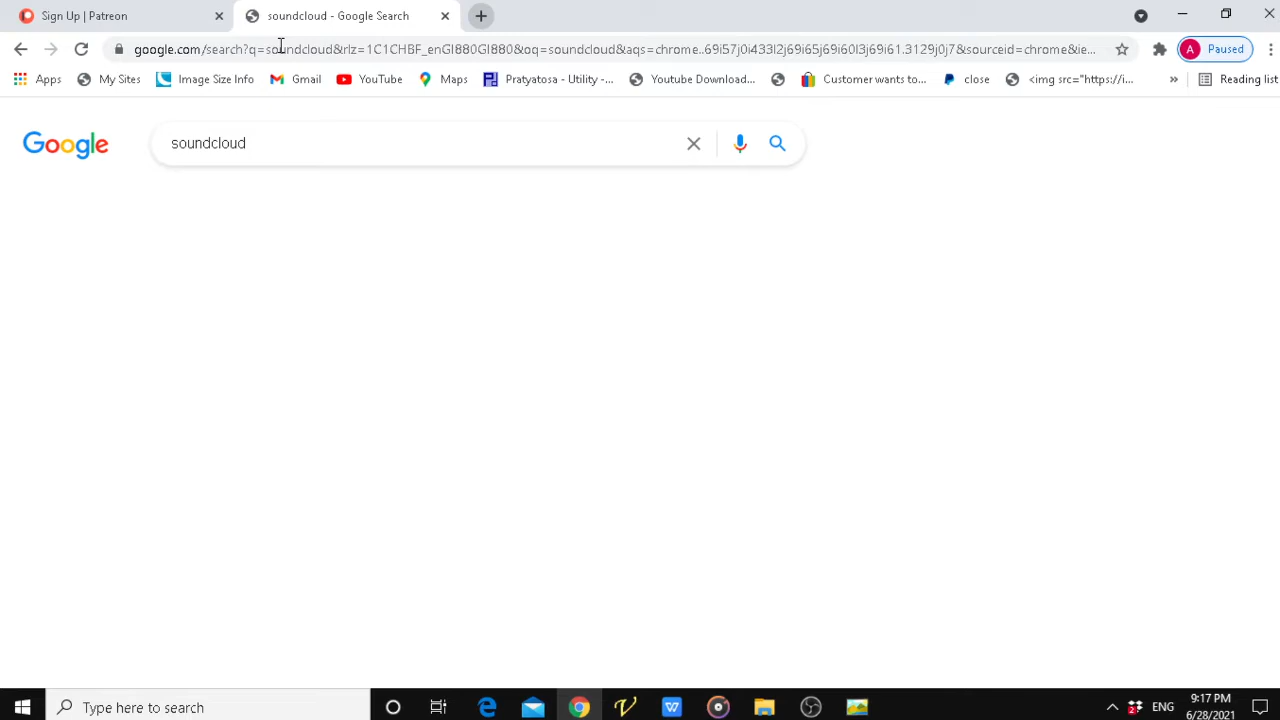 Sign Up | Patreon
soundcloud - Google Search
google.com/search?q=soundcloud&rlz=1C1CHBF_enGI880GI880&oq=soundcloud&aqs=chrome..69i57j0i433l2j69i65j69i60l3j69i61.3129j0j7&sourceid=chrome&ie...
A Paused
Apps My Sites Image Size Info Gmail YouTube Maps Pratyatosa - Utility -... Youtube Download... Customer wants to... close <img src="https://i... » Reading list
Google soundcloud
Type here to search
ENG
9:17 PM
6/28/2021